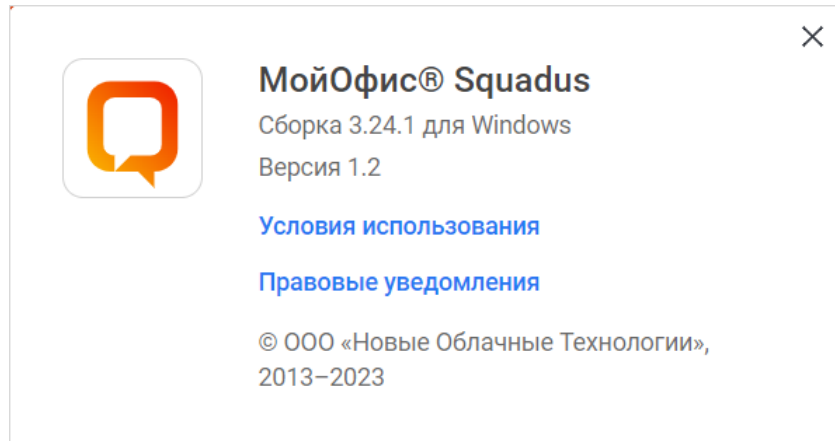 МойОфис® Squadus
Сборка 3.24.1 для Windows
Версия 1.2
Условия использования
Правовые уведомления
© ООО «Новые Облачные Технологии»,
2013–2023